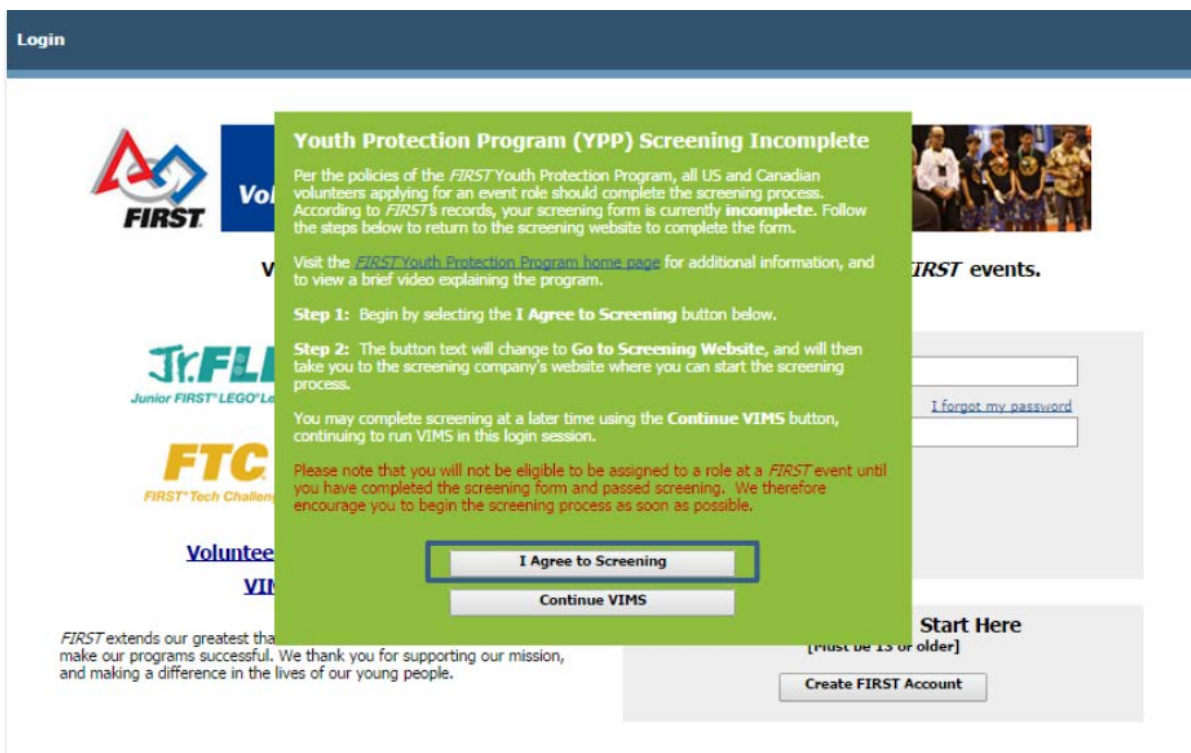 Login
FIRST
Vol
Youth Protection Program (YPP) Screening Incomplete
Per the policies of the FIRST Youth Protection Program, all US and Canadian
volunteers applying for an event role should complete the screening process.
According to FIRST's records, your screening form is currently incomplete. Follow
the steps below to return to the screening website to complete the form.
Visit the FIRST Youth Protection Program home page for additional information, and
to view a brief video explaining the program.
Step 1: Begin by selecting the I Agree to Screening button below.
Step 2: The button text will change to Go to Screening Website, and will then
take you to the screening company's website where you can start the screening
process.
You may complete screening at a later time using the Continue VIMS button,
continuing to run VIMS in this login session.
Please note that you will not be eligible to be assigned to a role at a FIRST event until
you have completed the screening form and passed screening. We therefore
encourage you to begin the screening process as soon as possible.
I Agree to Screening
Continue VIMS
V
FIRST events.
Jr.FL
Junior FIRST® LEGO® Le
FTC
FIRST® Tech Challen
I forgot my password
Voluntee
VI
FIRST extends our greatest tha
make our programs successful. We thank you for supporting our mission,
and making a difference in the lives of our young people.
Start Here
[Must be 13 or older]
Create FIRST Account